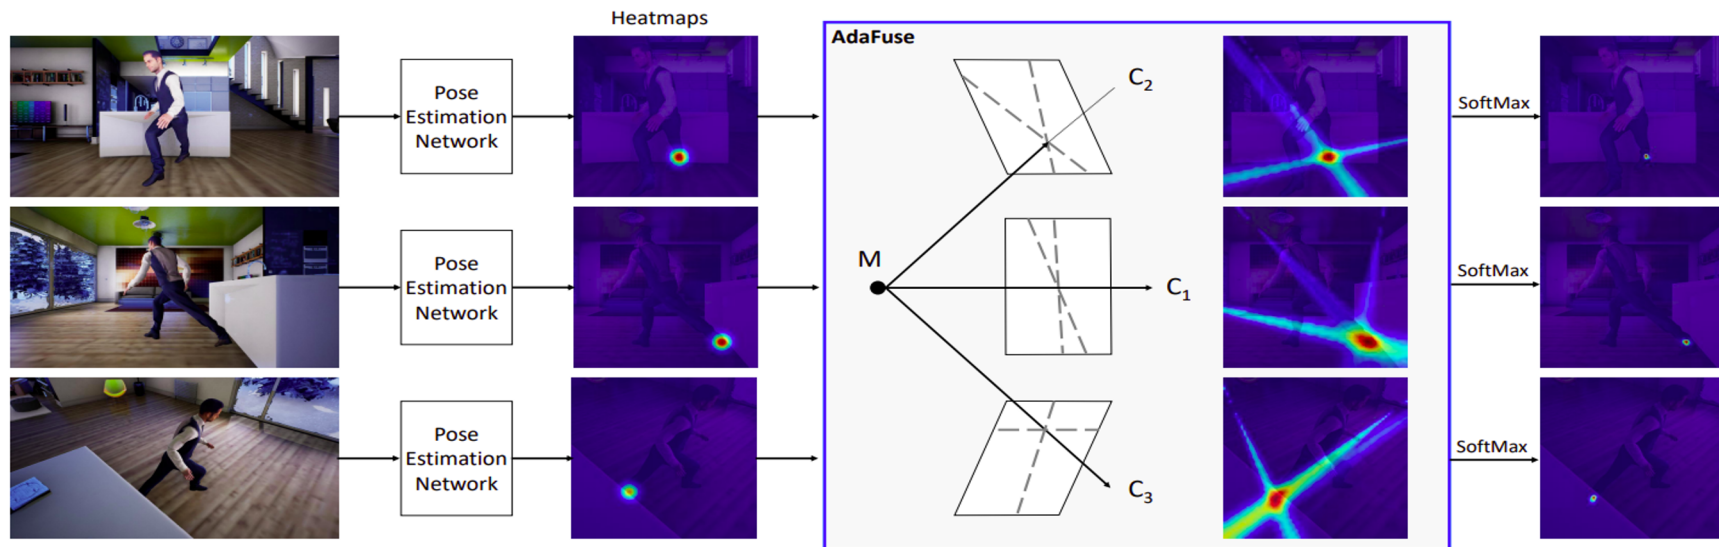 Heatmaps
AdaFuse
Pose
Estimation
Network
C2
SoftMax
Pose
Estimation
Network
M
C1
SoftMax
Pose
Estimation
Network
C3
SoftMax